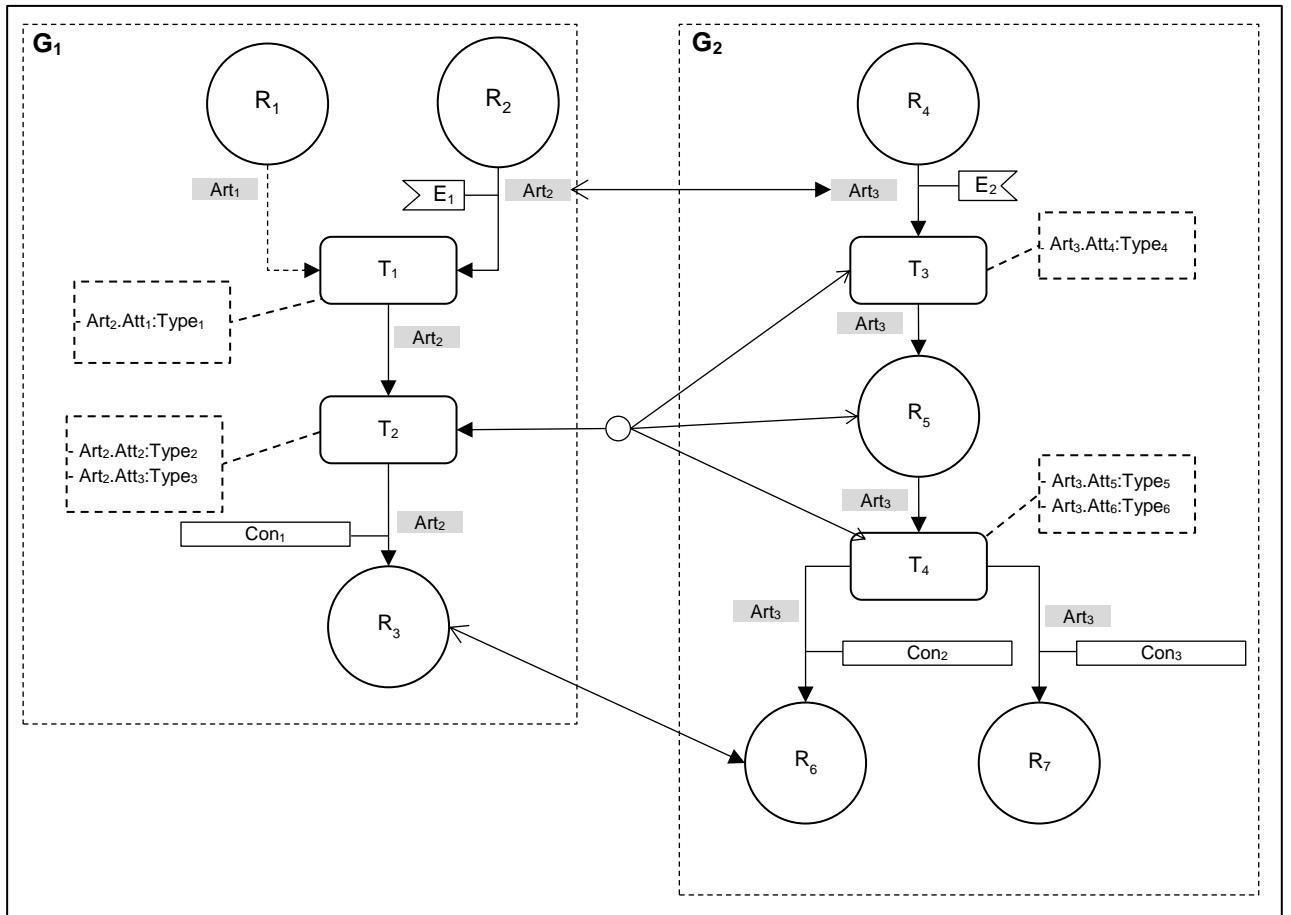 G₁
R₁
R₂
Art₁
E₁
Art₂
T₁
- Art₂.Att₁:Type₁
Art₂
T₂
- Art₂.Att₂:Type₂
- Art₂.Att₃:Type₃
Art₂
Con₁
R₃
G₂
R₄
Art₃
E₂
T₃
- Art₃.Att₄:Type₄
Art₃
R₅
Art₃
- Art₃.Att₅:Type₅
- Art₃.Att₆:Type₆
T₄
Art₃
Art₃
Con₂
Con₃
R₆
R₇